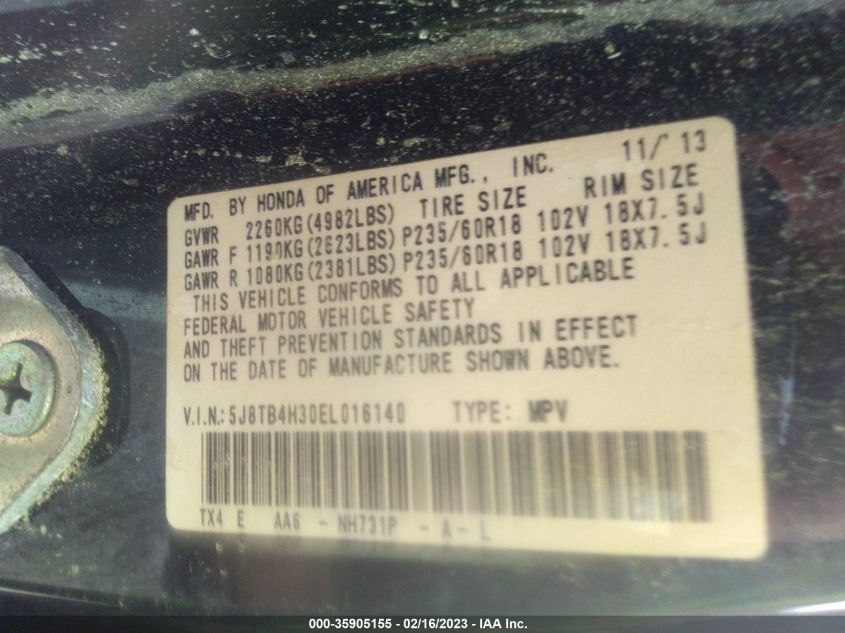 MFD. BY HONDA OF AMERICA MFG., INC. 11/'13
GVWR 2260KG(4982LBS) TIRE SIZE RIM SIZE
GAWR F 1190KG(2623LBS) P235/60R18 102V 18X7.5J
GAWR R 1080KG(2381LBS) P235/60R18 102V 18X7.5J
THIS VEHICLE CONFORMS TO ALL APPLICABLE
FEDERAL MOTOR VEHICLE SAFETY
AND THEFT PREVENTION STANDARDS IN EFFECT
ON THE DATE OF MANUFACTURE SHOWN ABOVE.
V.I.N.: 5J8TB4H30EL016140 TYPE: MPV
TX4 E AA6 - NH731P - A - L
000-35905155 - 02/16/2023 - IAA Inc.